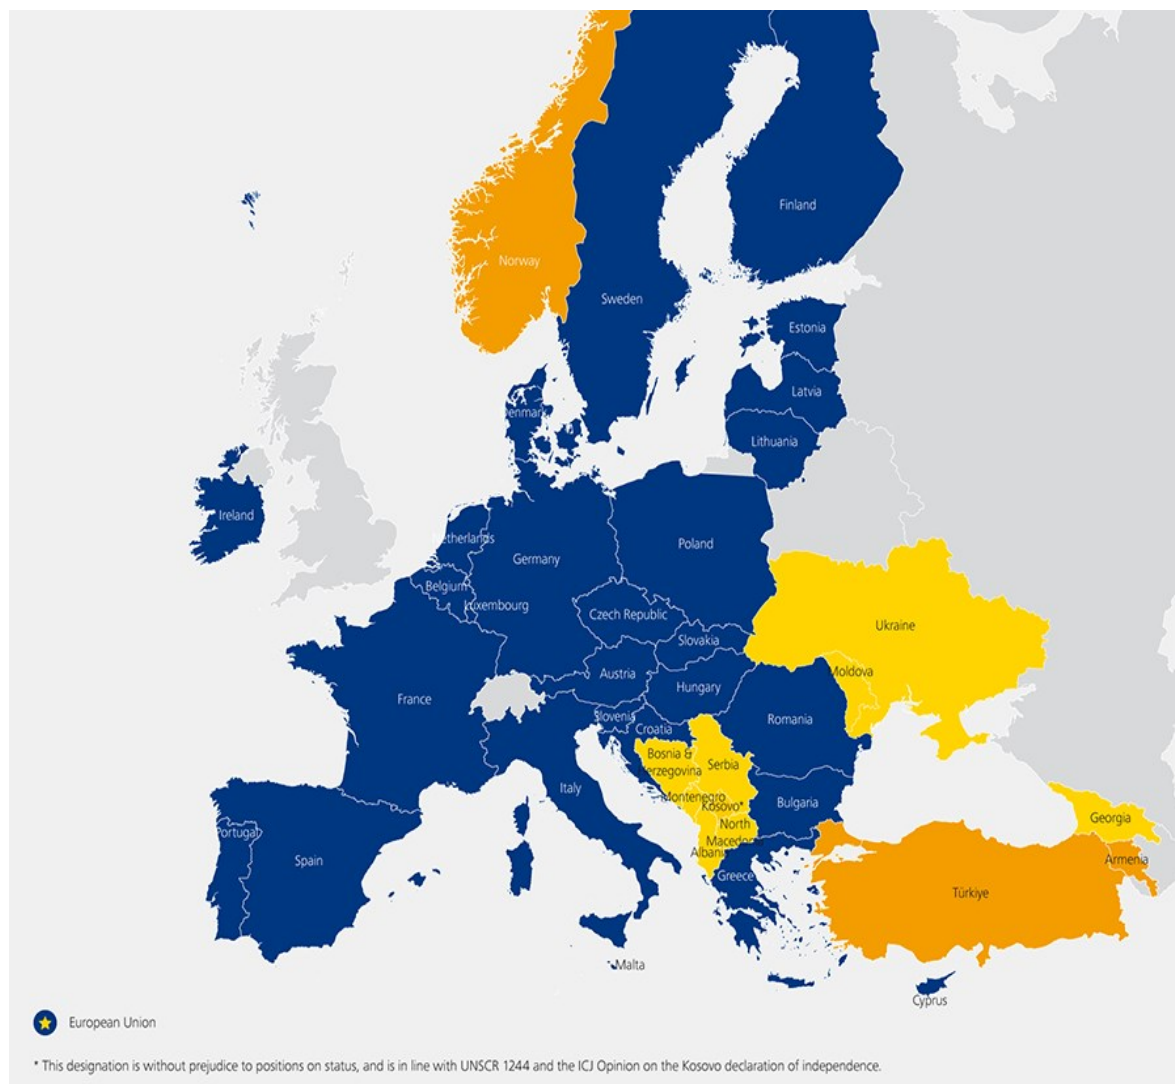 Finland
Norway
Sweden
Estonia
Latvia
Denmark
Lithuania
Ireland
Netherlands
Poland
Germany
Belgium
Luxembourg
Czech Republic
Ukraine
Slovakia
Austria
Moldova
Hungary
France
Slovenia
Romania
Croatia
Bosnia &
Herzegovina
Serbia
Italy
Montenegro
Kosovo*
Bulgaria
Georgia
North
Macedonia
Portugal
Albania
Spain
Armenia
Greece
Türkiye
Malta
Cyprus
European Union
* This designation is without prejudice to positions on status, and is in line with UNSCR 1244 and the ICJ Opinion on the Kosovo declaration of independence.